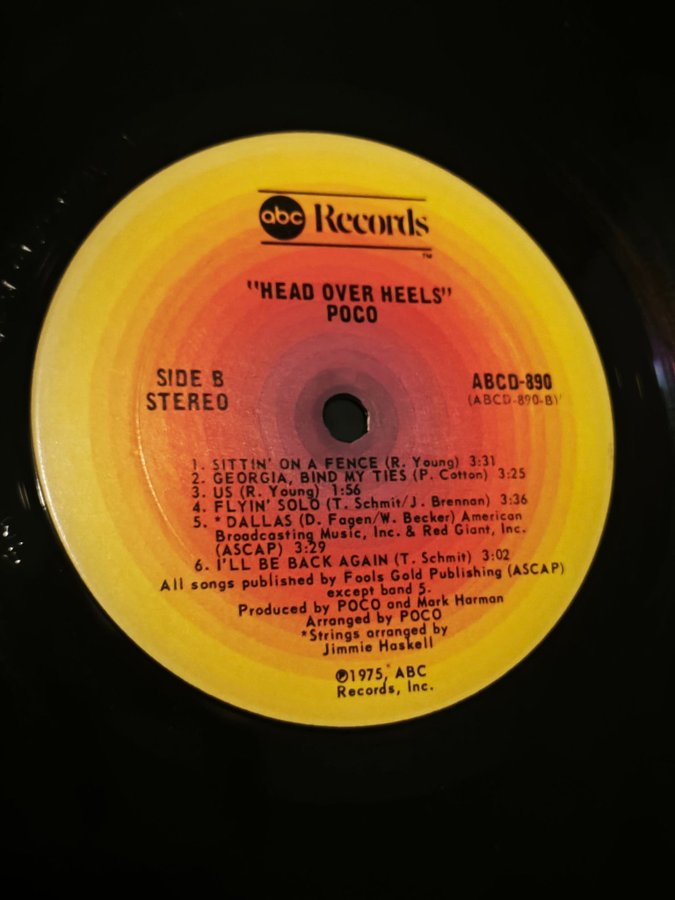 abc Records
TM
"HEAD OVER HEELS"
POCO
SIDE B
STEREO
ABCD-890
(ABCD-890-B)
1. SITTIN' ON A FENCE (R. Young) 3:31
2. GEORGIA, BIND MY TIES (P. Cotton) 3:25
3. US (R. Young) 1:56
4. FLYIN' SOLO (T. Schmit/J. Brennan) 3:36
5. *DALLAS (D. Fagen/W. Becker) American
Broadcasting Music, Inc. & Red Giant, Inc.
(ASCAP) 3:29
6. I'LL BE BACK AGAIN (T. Schmit) 3:02
All songs published by Fools Gold Publishing (ASCAP)
except band 5.
Produced by POCO and Mark Harman
Arranged by POCO
*Strings arranged by
Jimmie Haskell
℗1975, ABC
Records, Inc.